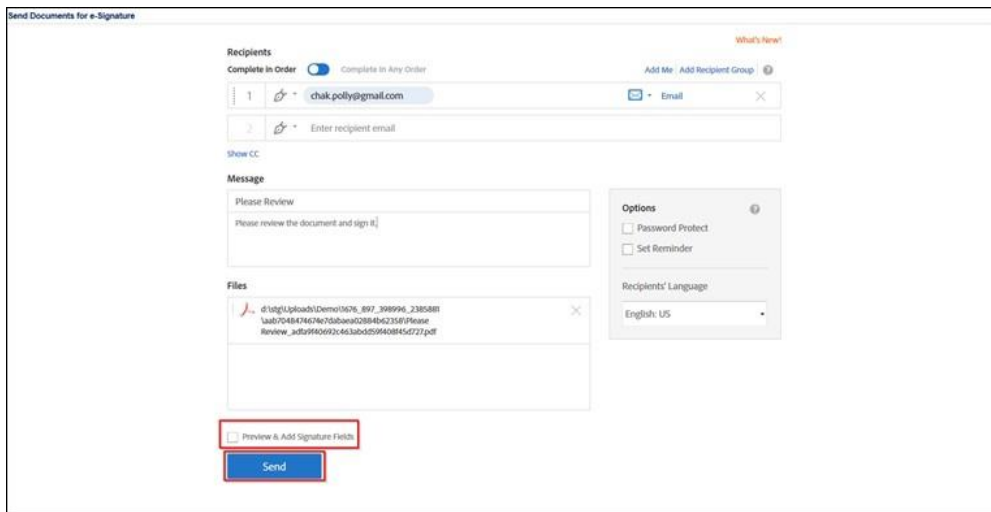 Send Documents for e-Signature
What's New!
Recipients
Complete in Order Complete in Any Order Add Me Add Recipient Group ?
1 chak.polly@gmail.com Email
2 Enter recipient email
Show CC
Message
Please Review
Please review the document and sign it.
Options ?
Password Protect
Set Reminder
Recipients' Language
English: US
Files
Review_adfa9f40692c463abdd59f408f45d727.pdf
Preview & Add Signature Fields
Send